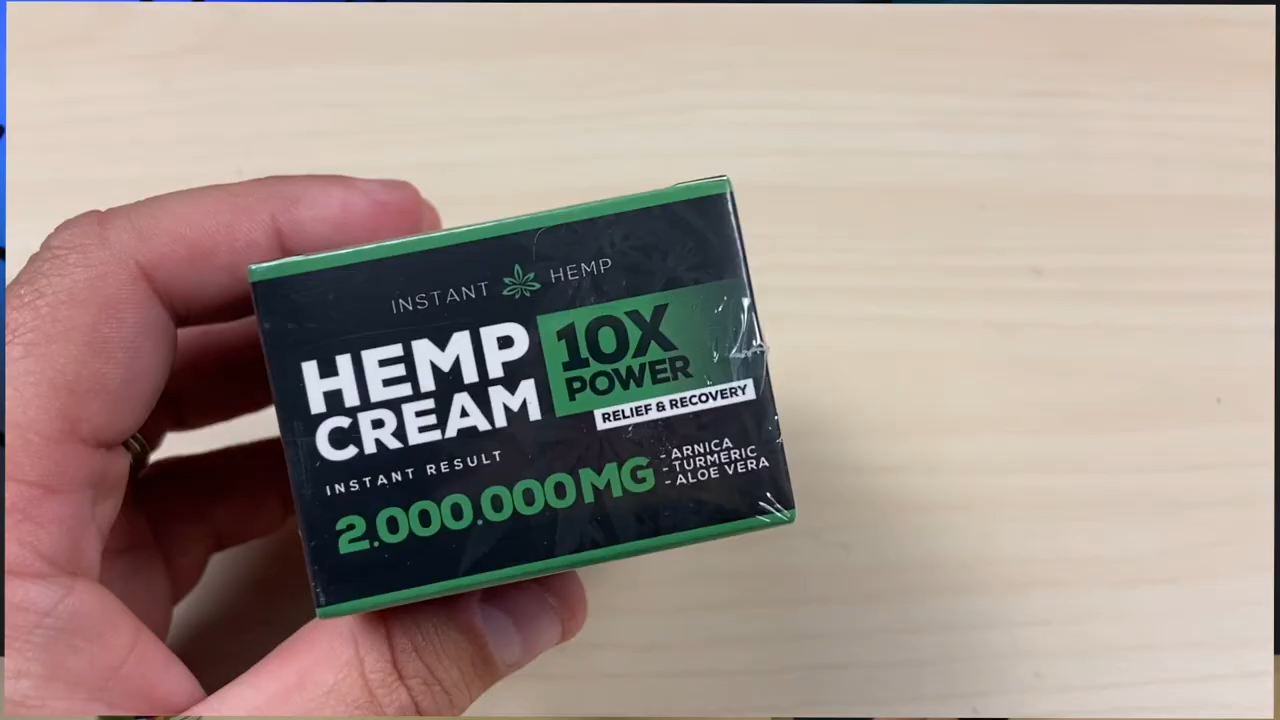 INSTANT HEMP
HEMP
CREAM
10X
POWER
RELIEF & RECOVERY
INSTANT RESULT
2.000.000MG
- ARNICA
- TURMERIC
- ALOE VERA